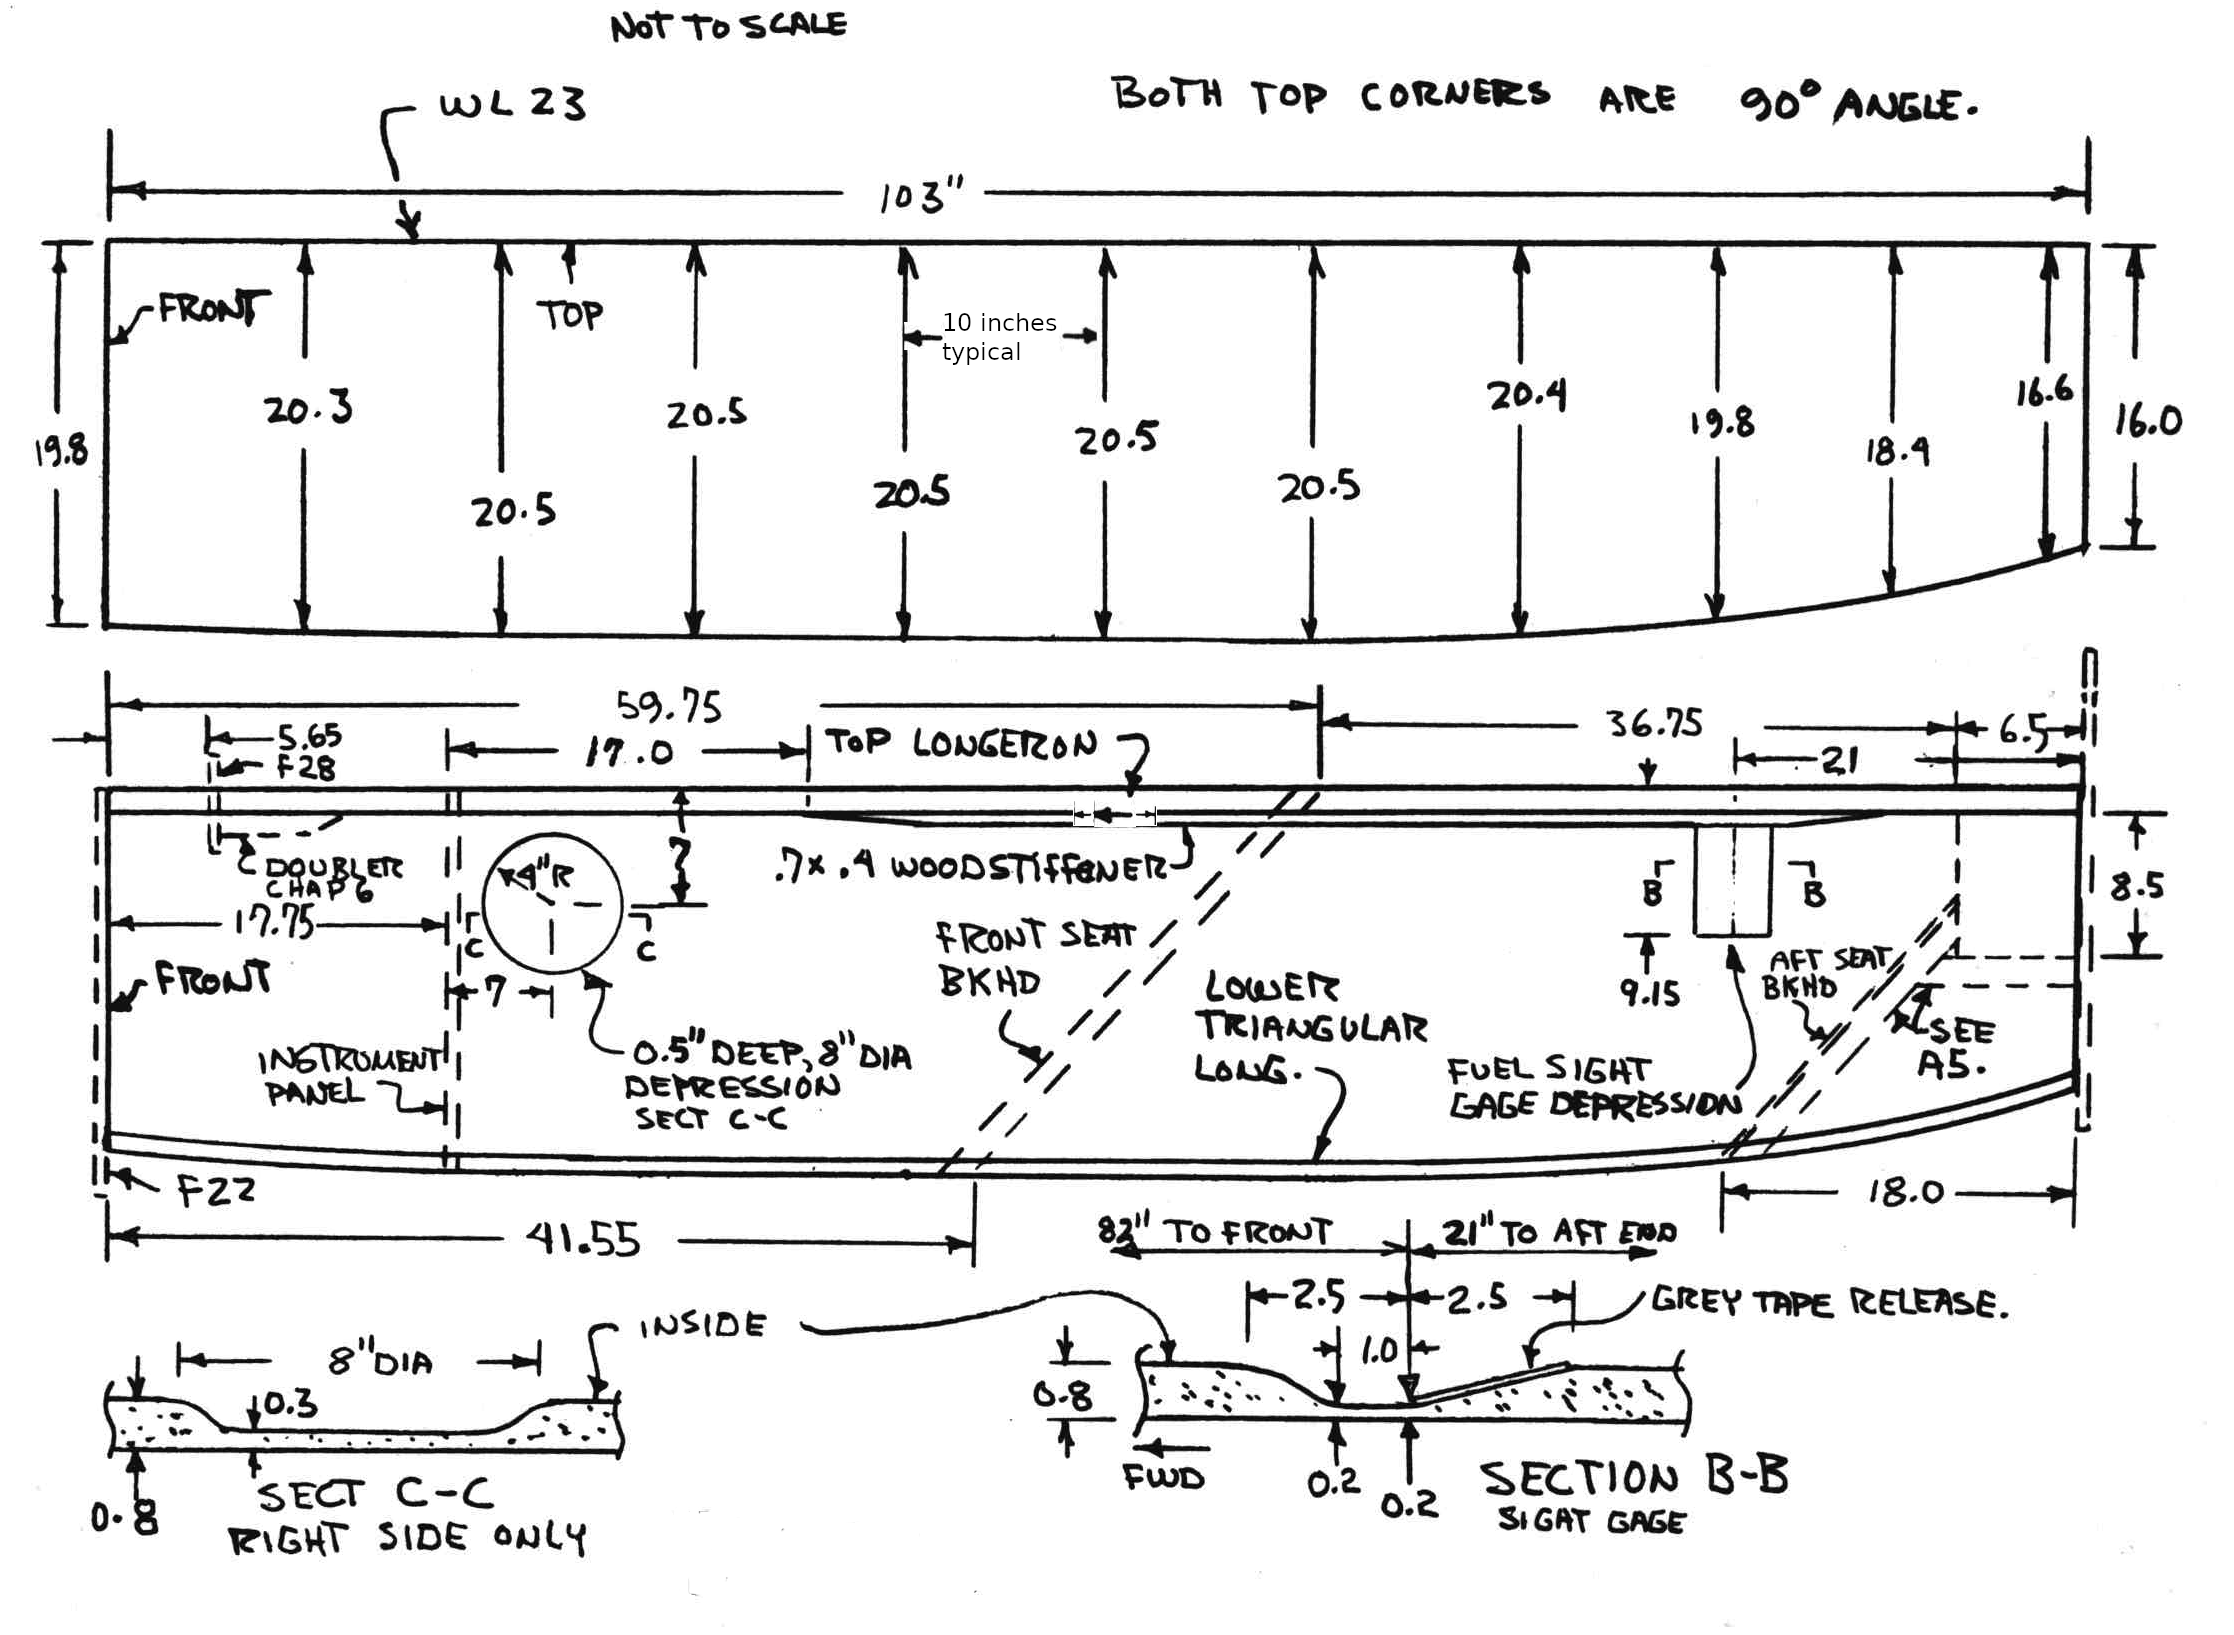 NOT TO SCALE
WL 23
BOTH TOP CORNERS ARE 90° ANGLE.
103"
FRONT
TOP
10 inches
typical
19.8
20.3
20.5
20.5
20.5
20.5
20.5
20.4
19.8
18.4
16.6
16.0
59.75
36.75
6.5
5.65
F28
17.0
TOP LONGERON
21
DOUBLER
CHAP 6
4"R
7
.7x .4 WOOD STIFFENER
B
B
8.5
17.75
C
C
FRONT SEAT
BKHD
FRONT
7
9.15
AFT SEAT
BKHD
LOWER
TRIANGULAR
LONG.
SEE
A5.
INSTRUMENT
PANEL
0.5" DEEP, 8" DIA
DEPRESSION
SECT C-C
FUEL SIGHT
GAGE DEPRESSION
F22
18.0
41.55
82" TO FRONT
21" TO AFT END
2.5
2.5
GREY TAPE RELEASE.
INSIDE
8" DIA
1.0
0.3
0.8
0.8
FWD
0.2
0.2
SECT C-C
RIGHT SIDE ONLY
SECTION B-B
SIGAT GAGE